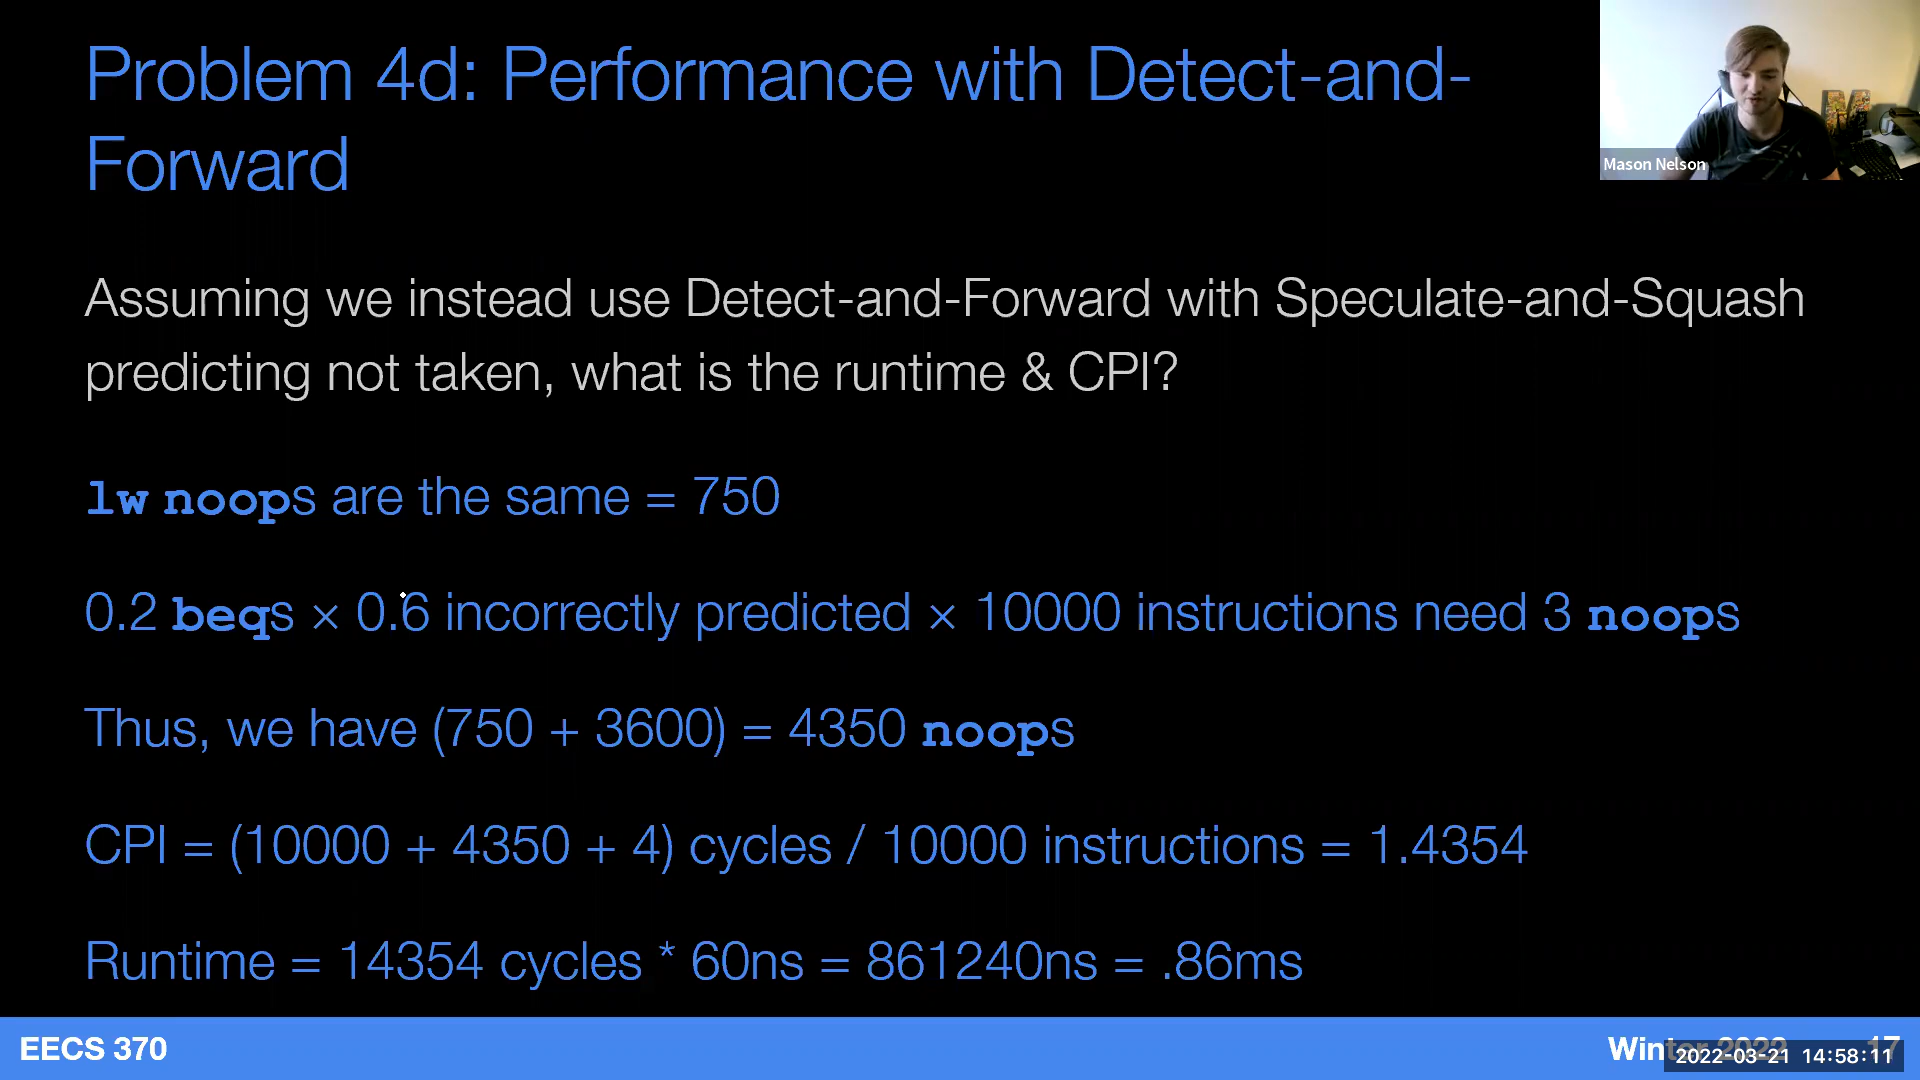 Problem 4d: Performance with Detect-and-
Forward
Mason Nelson
Assuming we instead use Detect-and-Forward with Speculate-and-Squash
predicting not taken, what is the runtime & CPI?
lw noops are the same = 750
0.2 beqs × 0.6 incorrectly predicted × 10000 instructions need 3 noops
Thus, we have (750 + 3600) = 4350 noops
CPI = (10000 + 4350 + 4) cycles / 10000 instructions = 1.4354
Runtime = 14354 cycles * 60ns = 861240ns = .86ms
EECS 370
Winter 2022 17
2022-03-21 14:58:11